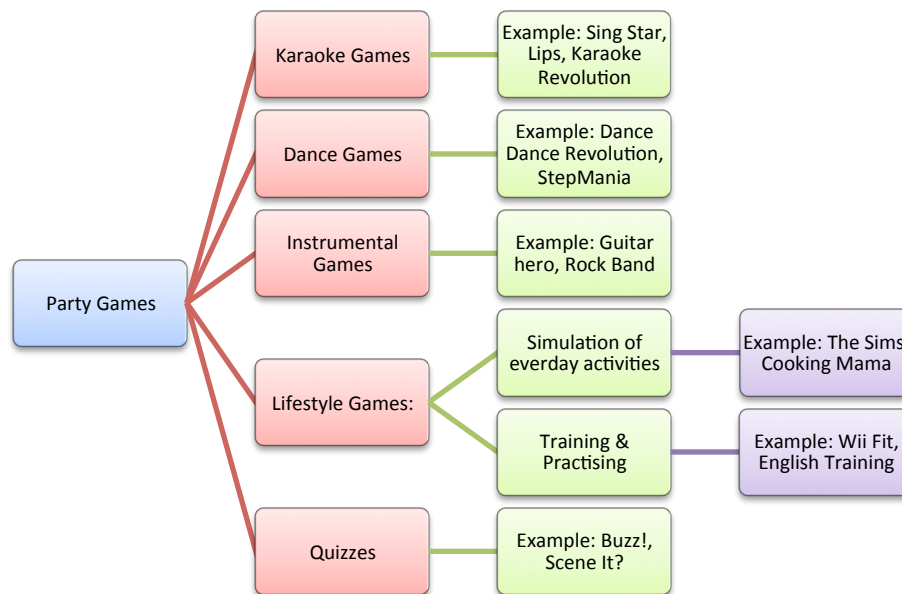 Karaoke Games
Example: Sing Star,
Lips, Karaoke
Revolution
Dance Games
Example: Dance
Dance Revolution,
StepMania
Instrumental
Games
Example: Guitar
hero, Rock Band
Party Games
Lifestyle Games:
Simulation of
everday activities
Example: The Sims
Cooking Mama
Training &
Practising
Example: Wii Fit,
English Training
Quizzes
Example: Buzz!,
Scene It?